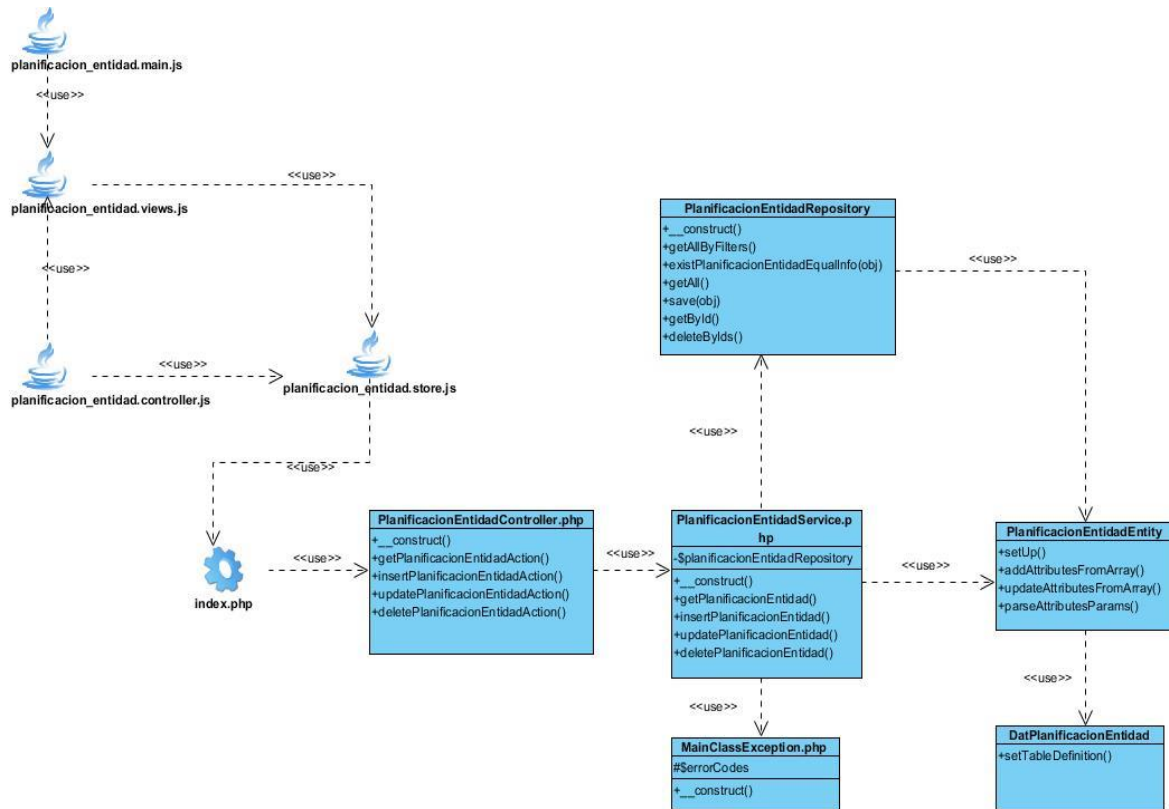 planificacion_entidad.main.js
<<use>>
planificacion_entidad.views.js
<<use>>
<<use>>
planificacion_entidad.controller.js
<<use>>
planificacion_entidad.store.js
<<use>>
index.php
<<use>>
PlanificacionEntidadController.php
+__construct()
+getPlanificacionEntidadAction()
+insertPlanificacionEntidadAction()
+updatePlanificacionEntidadAction()
+deletePlanificacionEntidadAction()
<<use>>
PlanificacionEntidadService.p
hp
-$planificacionEntidadRepository
+__construct()
+getPlanificacionEntidad()
+insertPlanificacionEntidad()
+updatePlanificacionEntidad()
+deletePlanificacionEntidad()
<<use>>
PlanificacionEntidadRepository
+__construct()
+getAllByFilters()
+existPlanificacionEntidadEqualInfo(obj)
+getAll()
+save(obj)
+getById()
+deleteByIds()
<<use>>
<<use>>
PlanificacionEntidadEntity
+setUp()
+addAttributesFromArray()
+updateAttributesFromArray()
+parseAttributesParams()
<<use>>
MainClassException.php
#$errorCodes
+__construct()
<<use>>
DatPlanificacionEntidad
+setTableDefinition()